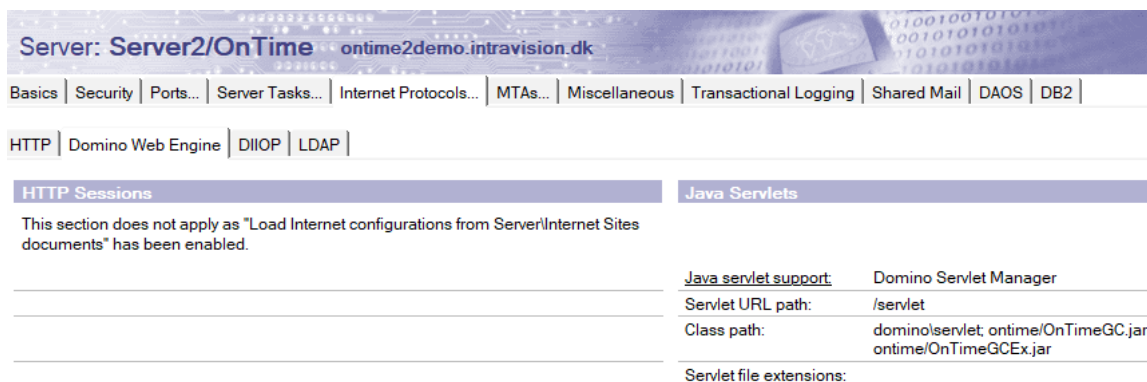 Server: Server2/OnTime ontime2demo.intravision.dk
Basics Security Ports... Server Tasks... Internet Protocols... MTAs... Miscellaneous Transactional Logging Shared Mail DAOS DB2
HTTP Domino Web Engine DIIOP LDAP
HTTP Sessions
This section does not apply as "Load Internet configurations from Server\Internet Sites
documents" has been enabled.
Java Servlets
Java servlet support: Domino Servlet Manager
Servlet URL path: /servlet
Class path: domino\servlet; ontime/OnTimeGC.jar
ontime/OnTimeGCEx.jar
Servlet file extensions: